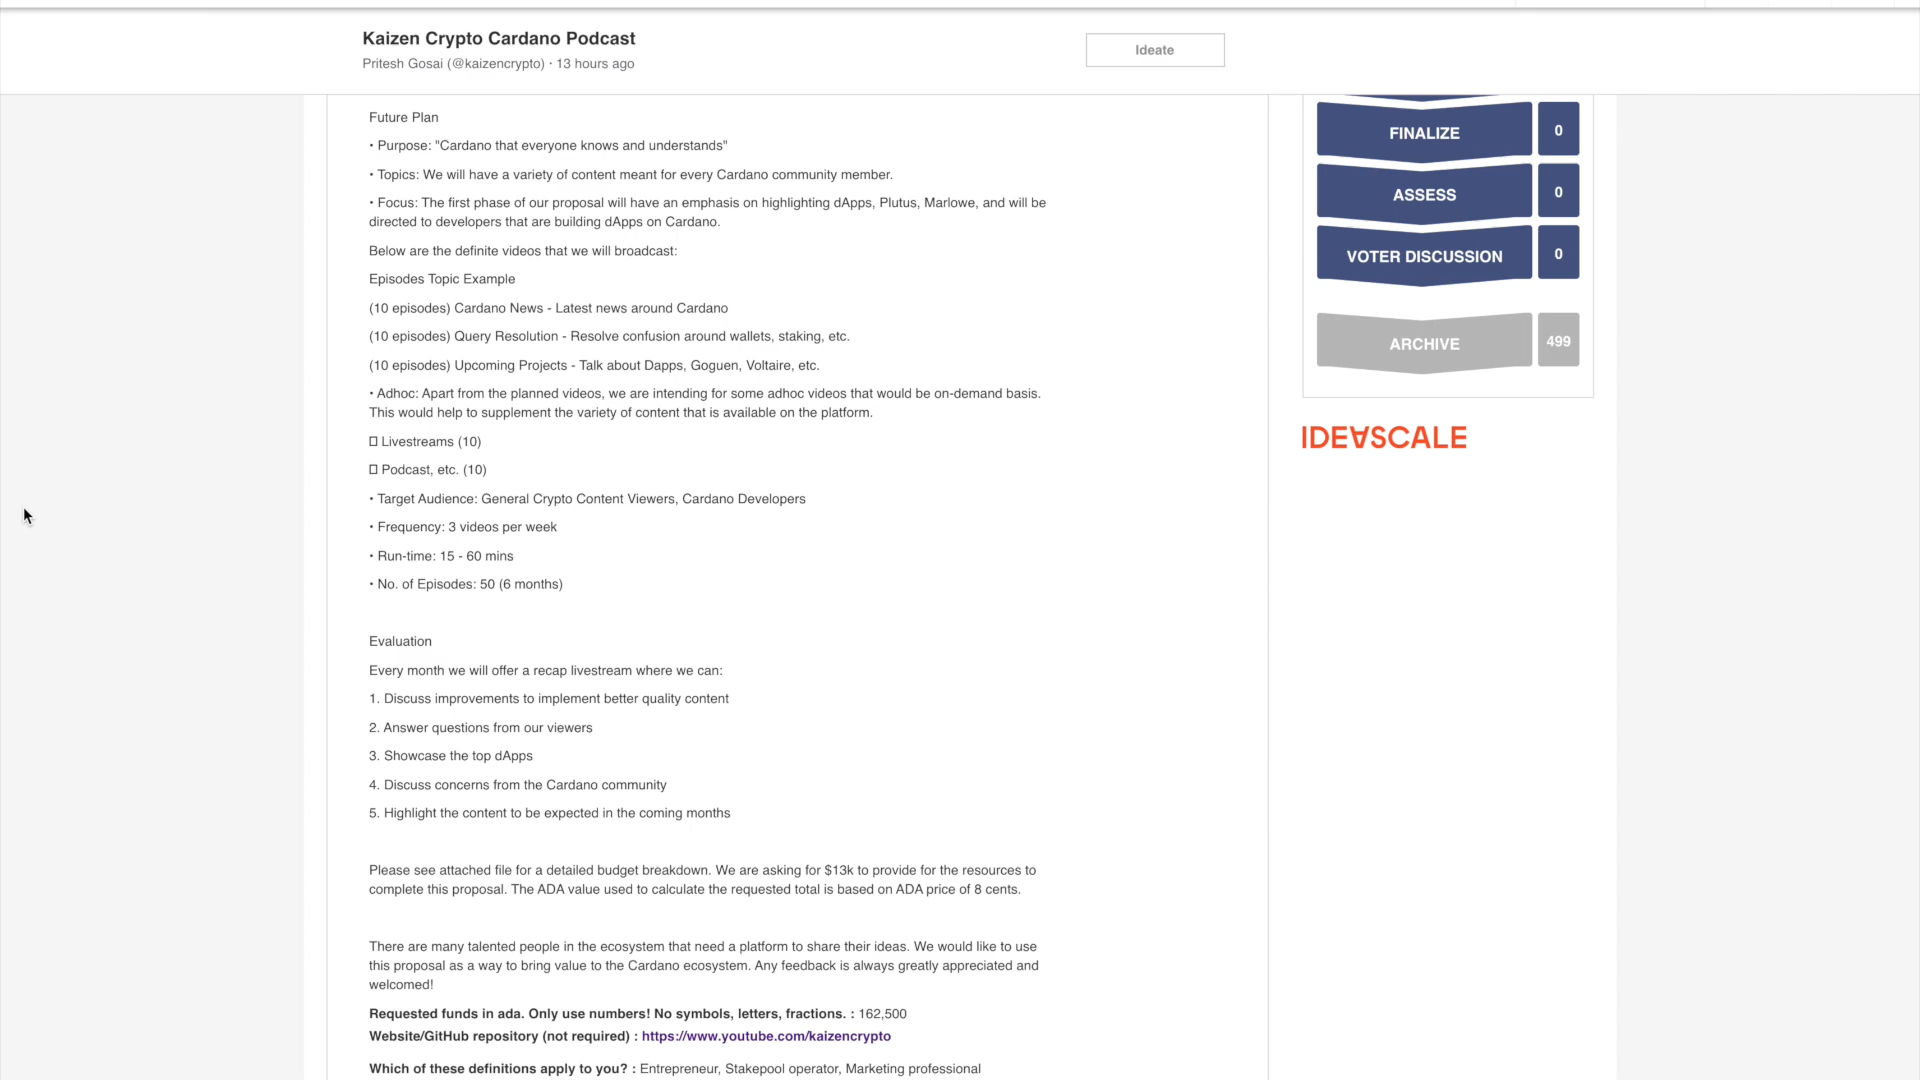 Kaizen Crypto Cardano Podcast
Pritesh Gosai (@kaizencrypto) · 13 hours ago
Ideate
Future Plan
• Purpose: "Cardano that everyone knows and understands"
• Topics: We will have a variety of content meant for every Cardano community member.
• Focus: The first phase of our proposal will have an emphasis on highlighting dApps, Plutus, Marlowe, and will be
directed to developers that are building dApps on Cardano.
Below are the definite videos that we will broadcast:
Episodes Topic Example
(10 episodes) Cardano News - Latest news around Cardano
(10 episodes) Query Resolution - Resolve confusion around wallets, staking, etc.
(10 episodes) Upcoming Projects - Talk about Dapps, Goguen, Voltaire, etc.
• Adhoc: Apart from the planned videos, we are intending for some adhoc videos that would be on-demand basis.
This would help to supplement the variety of content that is available on the platform.
Livestreams (10)
Podcast, etc. (10)
• Target Audience: General Crypto Content Viewers, Cardano Developers
• Frequency: 3 videos per week
• Run-time: 15 - 60 mins
• No. of Episodes: 50 (6 months)
Evaluation
Every month we will offer a recap livestream where we can:
1. Discuss improvements to implement better quality content
2. Answer questions from our viewers
3. Showcase the top dApps
4. Discuss concerns from the Cardano community
5. Highlight the content to be expected in the coming months
Please see attached file for a detailed budget breakdown. We are asking for $13k to provide for the resources to
complete this proposal. The ADA value used to calculate the requested total is based on ADA price of 8 cents.
There are many talented people in the ecosystem that need a platform to share their ideas. We would like to use
this proposal as a way to bring value to the Cardano ecosystem. Any feedback is always greatly appreciated and
welcomed!
Requested funds in ada. Only use numbers! No symbols, letters, fractions. : 162,500
Website/GitHub repository (not required) : https://www.youtube.com/kaizencrypto
Which of these definitions apply to you? : Entrepreneur, Stakepool operator, Marketing professional
FINALIZE 0
ASSESS 0
VOTER DISCUSSION 0
ARCHIVE 499
IDEASCALE